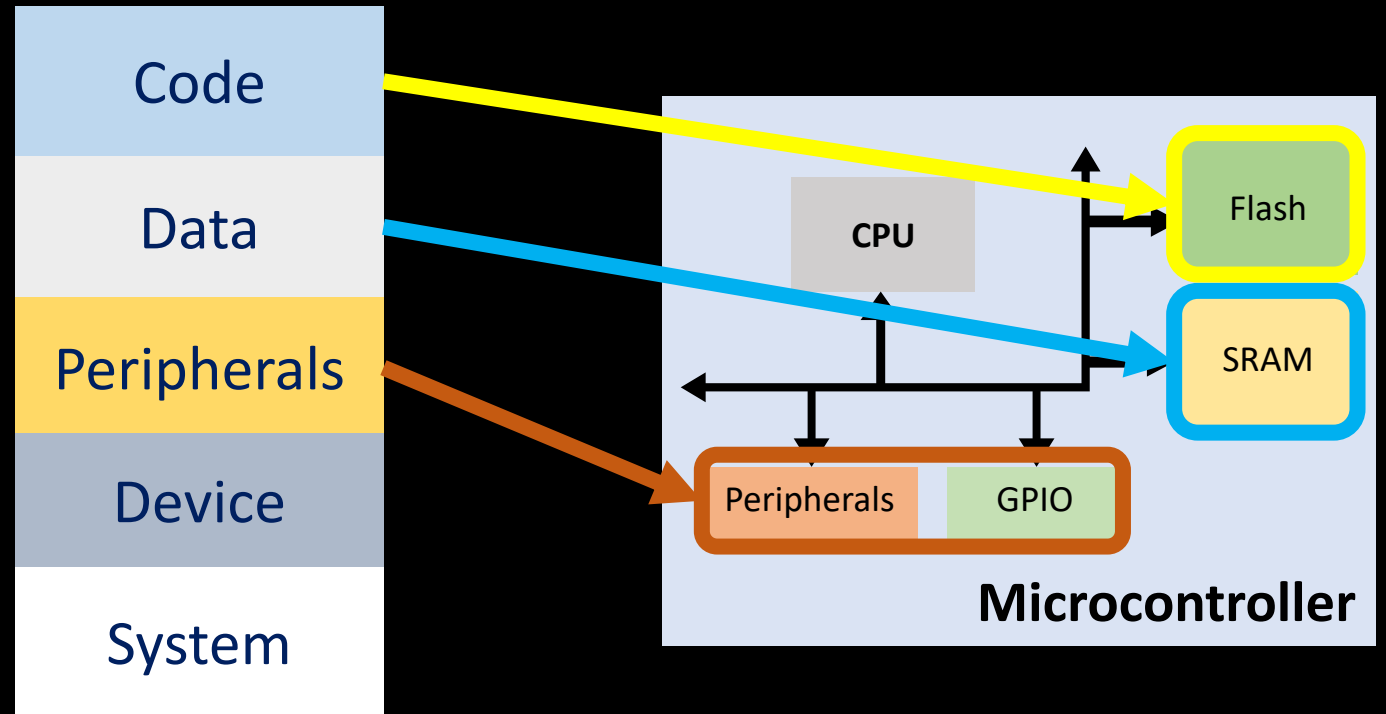 Code
Data
Peripherals
Device
System
CPU
Flash
SRAM
Peripherals
GPIO
Microcontroller